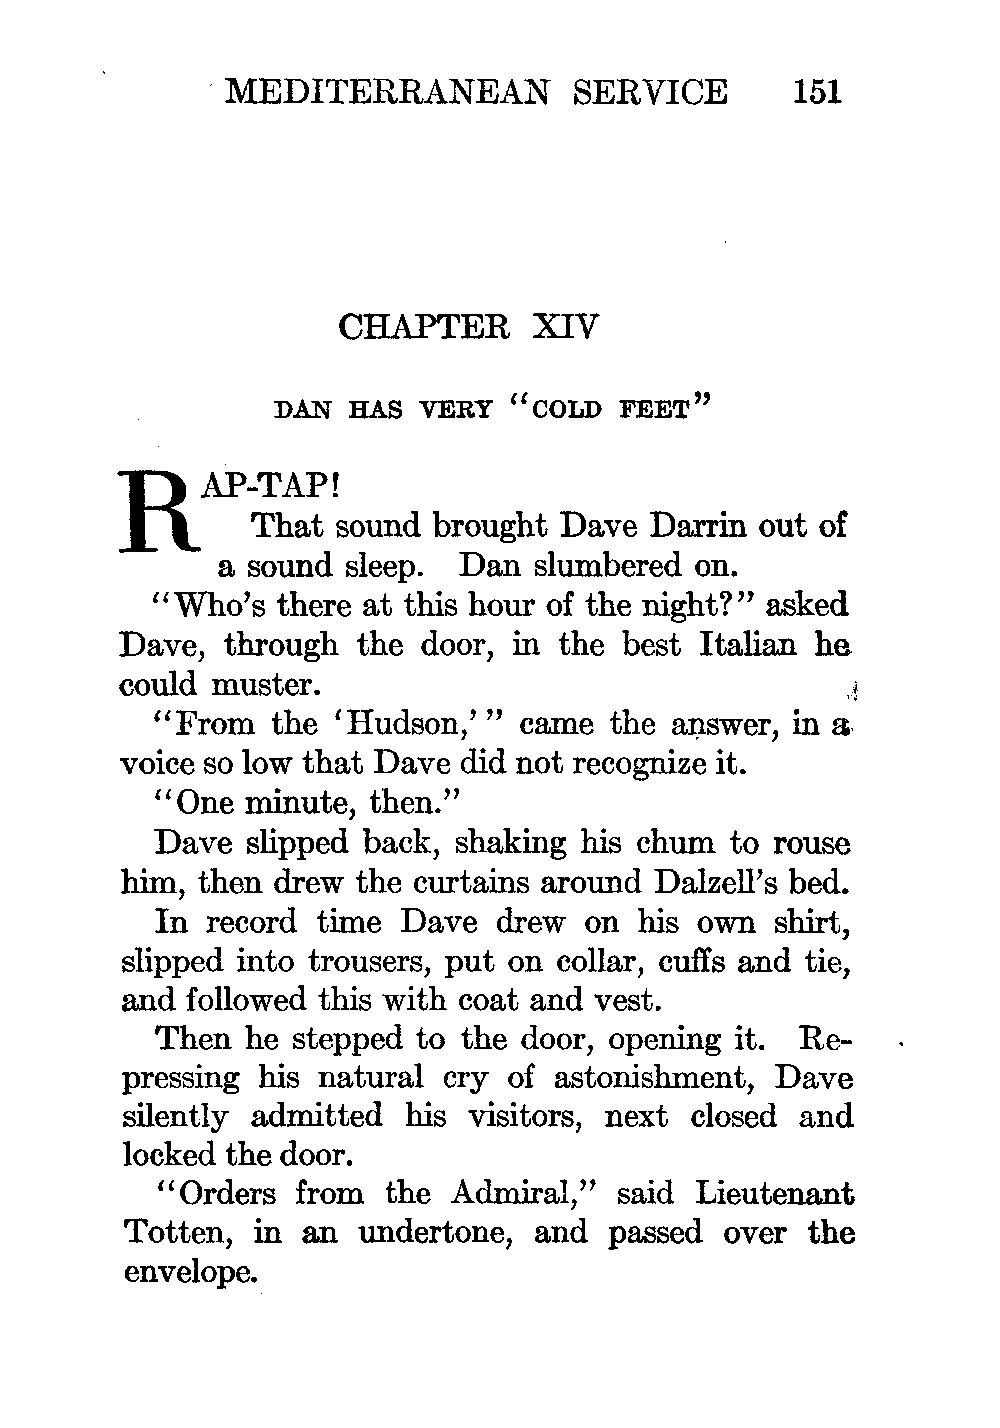 MEDITERRANEAN SERVICE 151
CHAPTER XIV
DAN HAS VERY “COLD FEET”
RAP-TAP!
That sound brought Dave Darrin out of
a sound sleep. Dan slumbered on.
“Who’s there at this hour of the night?” asked
Dave, through the door, in the best Italian he
could muster.
“From the ‘Hudson,’ ” came the answer, in a
voice so low that Dave did not recognize it.
“One minute, then.”
Dave slipped back, shaking his chum to rouse
him, then drew the curtains around Dalzell’s bed.
In record time Dave drew on his own shirt,
slipped into trousers, put on collar, cuffs and tie,
and followed this with coat and vest.
Then he stepped to the door, opening it. Re-
pressing his natural cry of astonishment, Dave
silently admitted his visitors, next closed and
locked the door.
“Orders from the Admiral,” said Lieutenant
Totten, in an undertone, and passed over the
envelope.